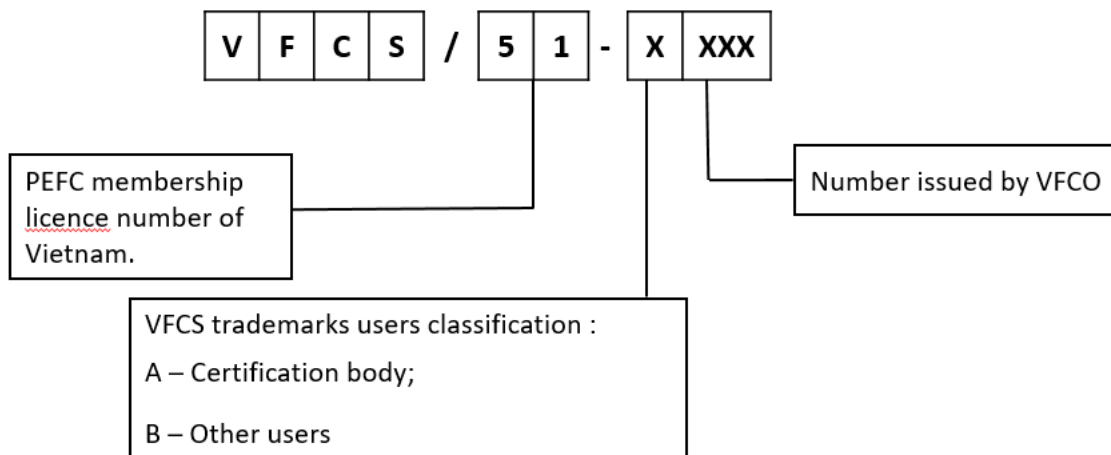 V F C S / 5 1 - X XXX
PEFC membership
licence number of
Vietnam.
Number issued by VFCO
VFCS trademarks users classification :
A – Certification body;
B – Other users